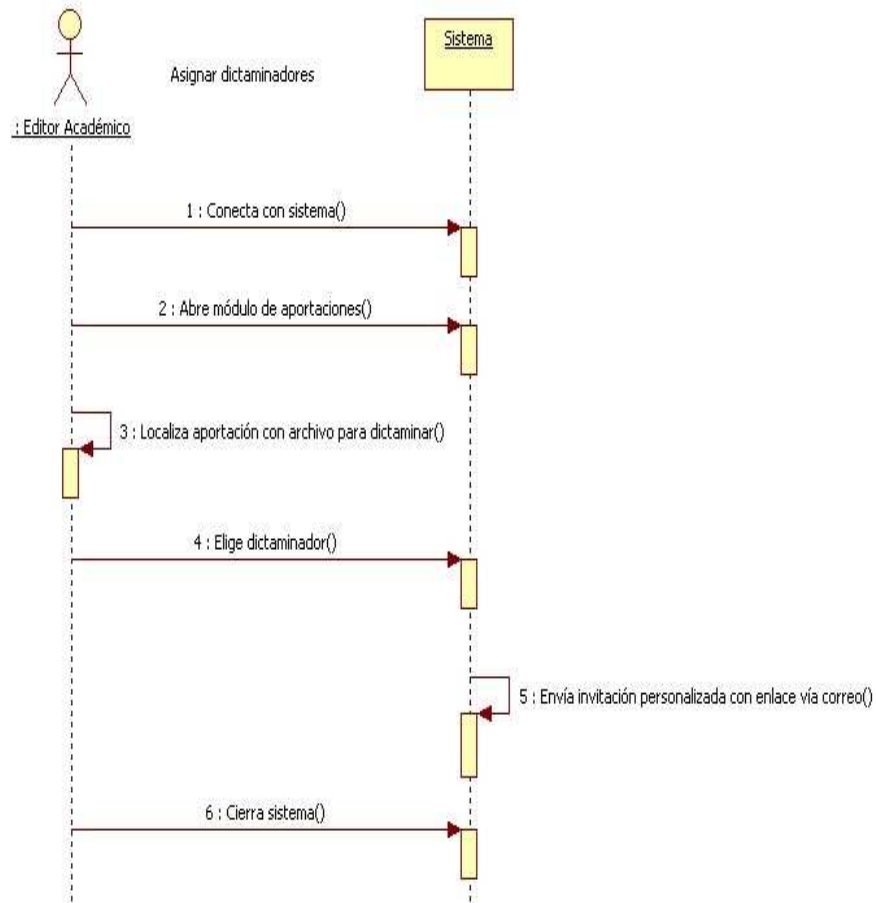 Sistema
Asignar dictaminadores
: Editor Académico
1 : Conecta con sistema()
2 : Abre módulo de aportaciones()
3 : Localiza aportación con archivo para dictaminar()
4 : Elige dictaminador()
5 : Envía invitación personalizada con enlace vía correo()
6 : Cierra sistema()